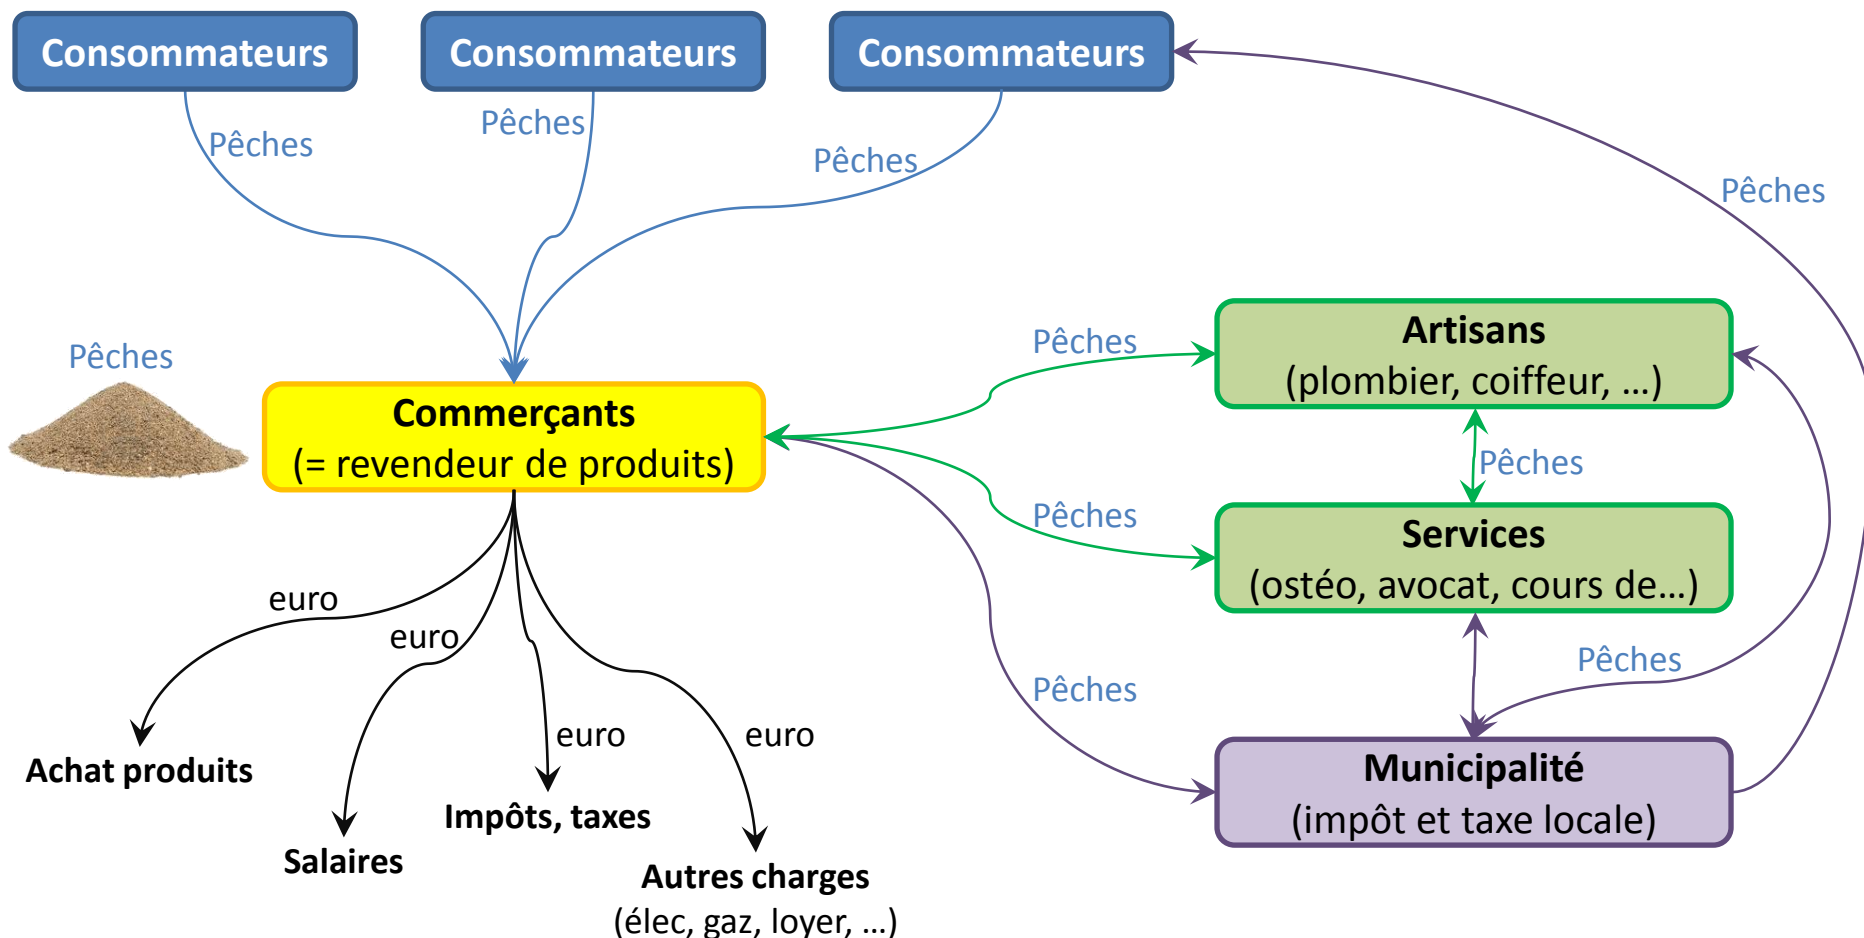 Consommateurs
Consommateurs
Consommateurs
Pêches
Pêches
Pêches
Pêches
Pêches
Commerçants
(= revendeur de produits)
Pêches
Artisans
(plombier, coiffeur, ...)
Pêches
Pêches
Services
(ostéo, avocat, cours de...)
Pêches
Pêches
Municipalité
(impôt et taxe locale)
euro
euro
euro
euro
Achat produits
Salaires
Impôts, taxes
Autres charges
(élec, gaz, loyer, ...)